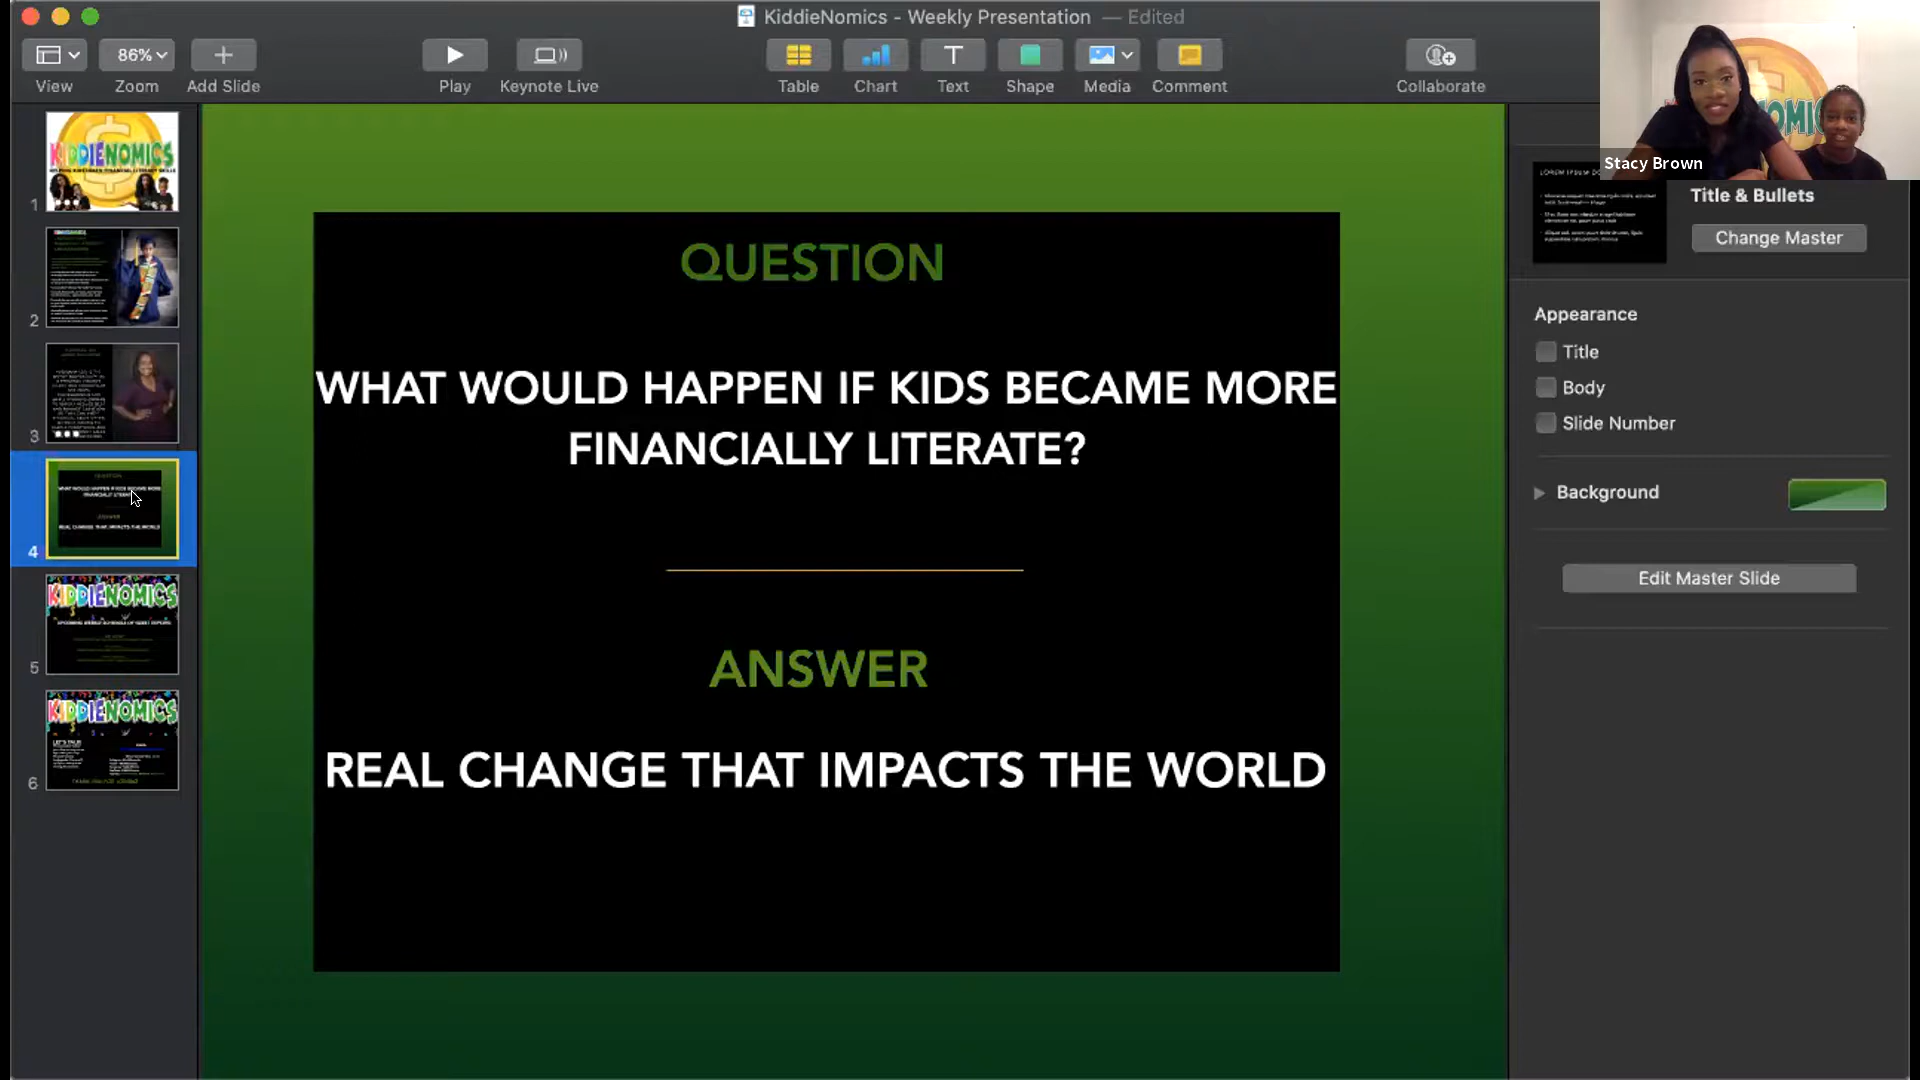 KiddieNomics - Weekly Presentation — Edited
86%
View
Zoom
Add Slide
Play
Keynote Live
Table
Chart
Text
Shape
Media
Comment
Collaborate
Stacy Brown
KIDDIENOMICS
1
2
3
4
KIDDIENOMICS
5
KIDDIENOMICS
6
QUESTION
WHAT WOULD HAPPEN IF KIDS BECAME MORE
FINANCIALLY LITERATE?
ANSWER
REAL CHANGE THAT IMPACTS THE WORLD
Title & Bullets
Change Master
Appearance
Title
Body
Slide Number
Background
Edit Master Slide